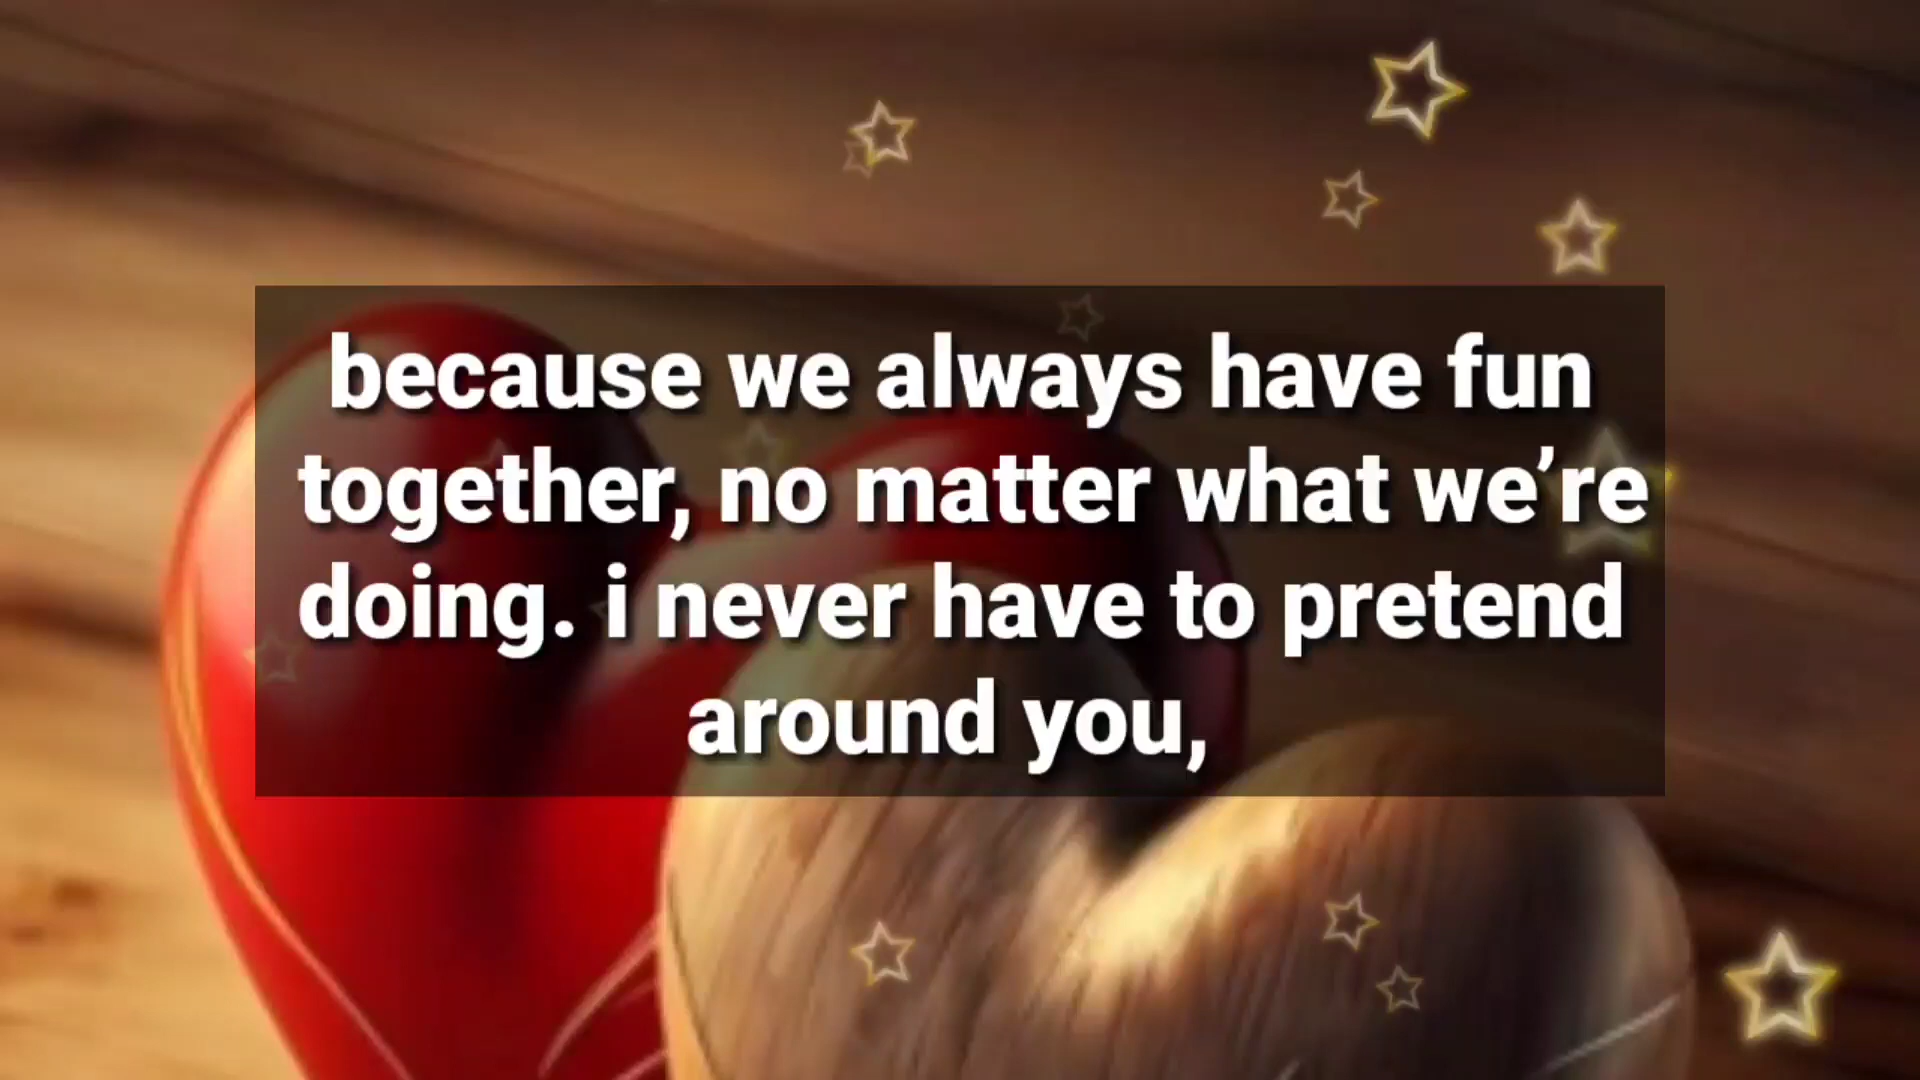 because we always have fun
together, no matter what we’re
doing. i never have to pretend
around you,